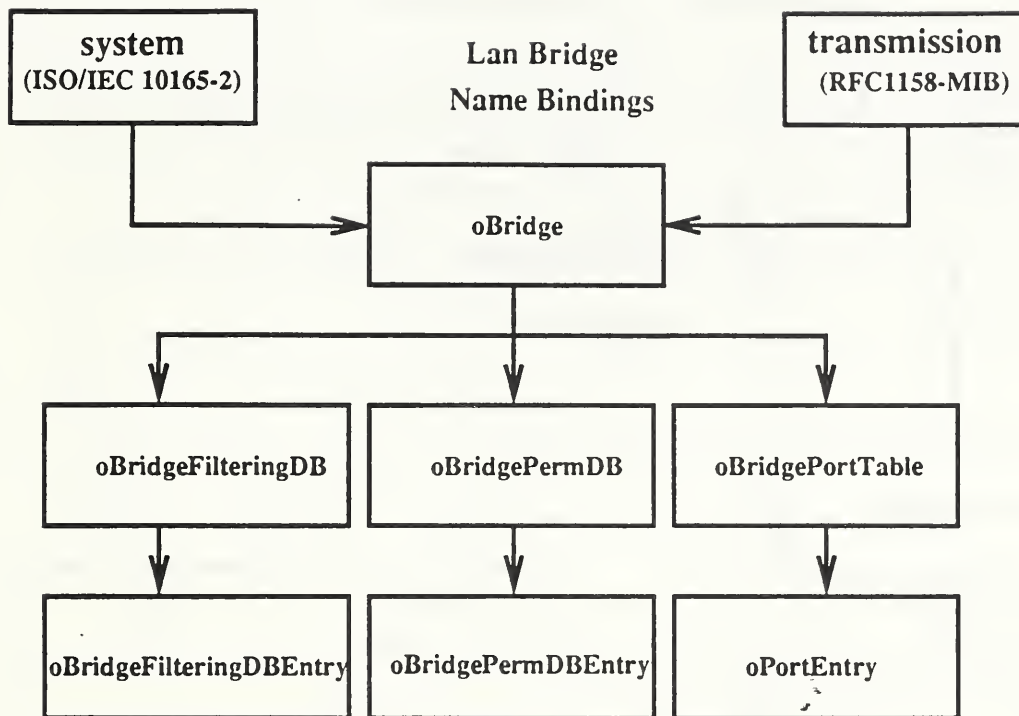 system
(ISO/IEC 10165-2)
Lan Bridge
Name Bindings
transmission
(RFC1158-MIB)
oBridge
oBridgeFilteringDB
oBridgePermDB
oBridgePortTable
oBridgeFilteringDBEntry
oBridgePermDBEntry
oPortEntry